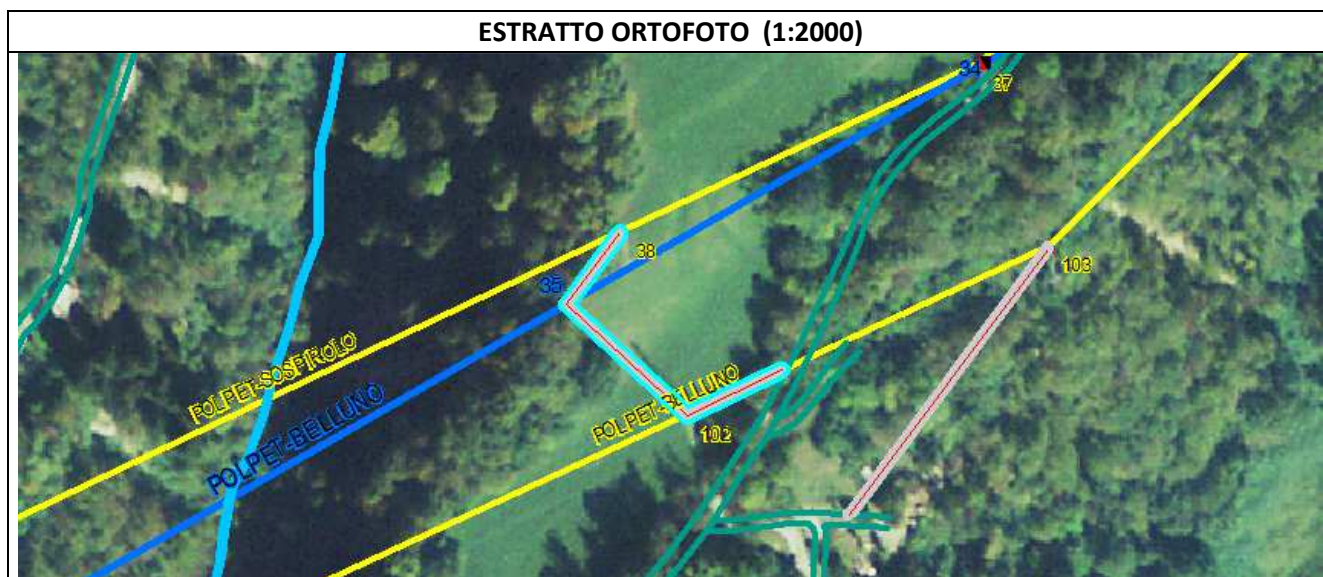 ESTRATTO ORTOFOTO (1:2000)
34
37
38
35
103
POLPET-SOSPIROLO
POLPET-BELLUNO
POLPET-BELLUNO
102